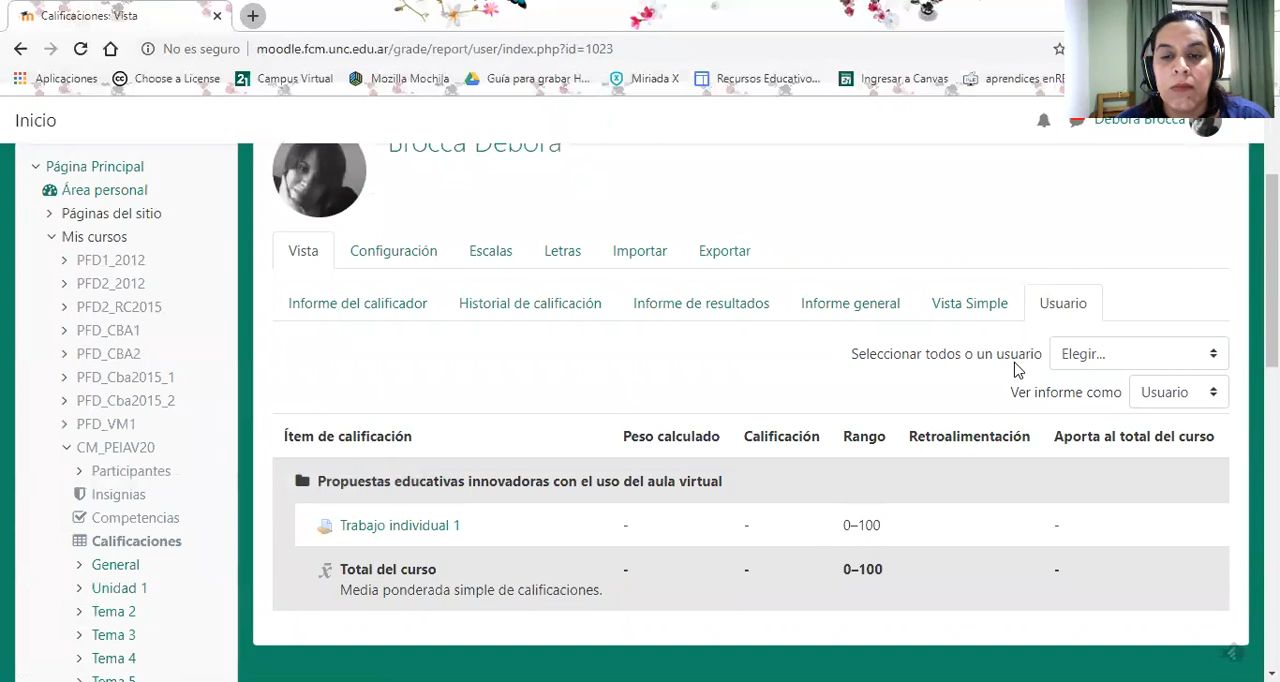 Calificaciones: Vista
No es seguro moodle.fcm.unc.edu.ar/grade/report/user/index.php?id=1023
Aplicaciones Choose a License Campus Virtual Mozilla Mochila Guía para grabar H... Miriada X Recursos Educativo... Ingresar a Canvas aprendices enRE
Inicio
Debora Brocca
Brocca Debora
Página Principal
Área personal
Páginas del sitio
Mis cursos
PFD1_2012
PFD2_2012
PFD2_RC2015
PFD_CBA1
PFD_CBA2
PFD_Cba2015_1
PFD_Cba2015_2
PFD_VM1
CM_PEIAV20
Participantes
Insignias
Competencias
Calificaciones
General
Unidad 1
Tema 2
Tema 3
Tema 4
Tema 5
Vista Configuración Escalas Letras Importar Exportar
Informe del calificador Historial de calificación Informe de resultados Informe general Vista Simple Usuario
Seleccionar todos o un usuario Elegir...
Ver informe como Usuario
Ítem de calificación Peso calculado Calificación Rango Retroalimentación Aporta al total del curso
Propuestas educativas innovadoras con el uso del aula virtual
Trabajo individual 1 - - 0–100 -
Total del curso - - 0–100 -
Media ponderada simple de calificaciones.